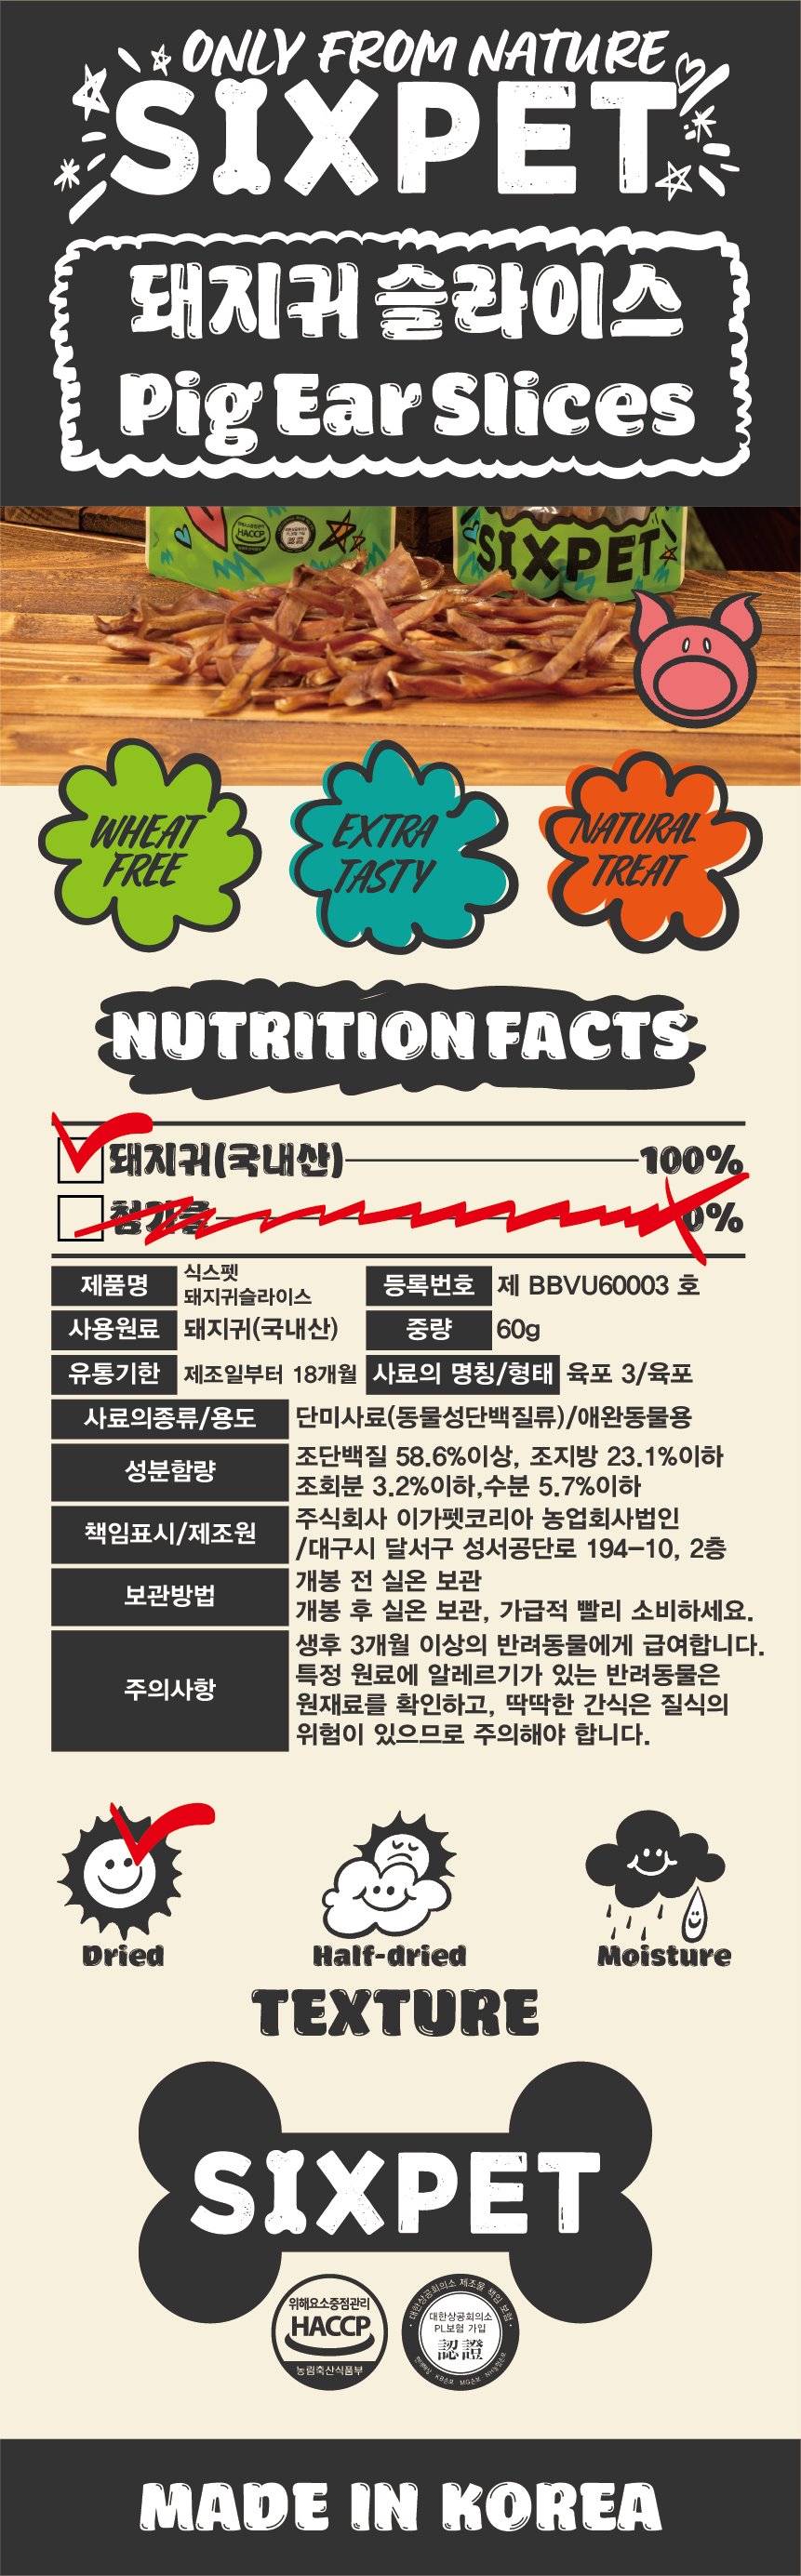 ONLY FROM NATURE
SIXPET
돼지귀 슬라이스
Pig Ear Slices
HACCP
SIXPET
WHEAT
FREE
EXTRA
TASTY
NATURAL
TREAT
NUTRITION FACTS
돼지귀(국내산) 100%
첨가물 0%
제품명 식스펫 돼지귀슬라이스 등록번호 제 BBVU60003 호
사용원료 돼지귀(국내산) 중량 60g
유통기한 제조일부터 18개월 사료의 명칭/형태 육포 3/육포
사료의종류/용도 단미사료(동물성단백질류)/애완동물용
성분함량 조단백질 58.6%이상, 조지방 23.1%이하
조회분 3.2%이하,수분 5.7%이하
책임표시/제조원 주식회사 이가펫코리아 농업회사법인
/대구시 달서구 성서공단로 194-10, 2층
보관방법 개봉 전 실온 보관
개봉 후 실온 보관, 가급적 빨리 소비하세요.
주의사항 생후 3개월 이상의 반려동물에게 급여합니다.
특정 원료에 알레르기가 있는 반려동물은
원재료를 확인하고, 딱딱한 간식은 질식의
위험이 있으므로 주의해야 합니다.
Dried Half-dried Moisture
TEXTURE
SIXPET
위해요소중점관리
HACCP
농림축산식품부
대한상공회의소 제조물 책임 보험
대한상공회의소
PL보험 가입
認證
MADE IN KOREA